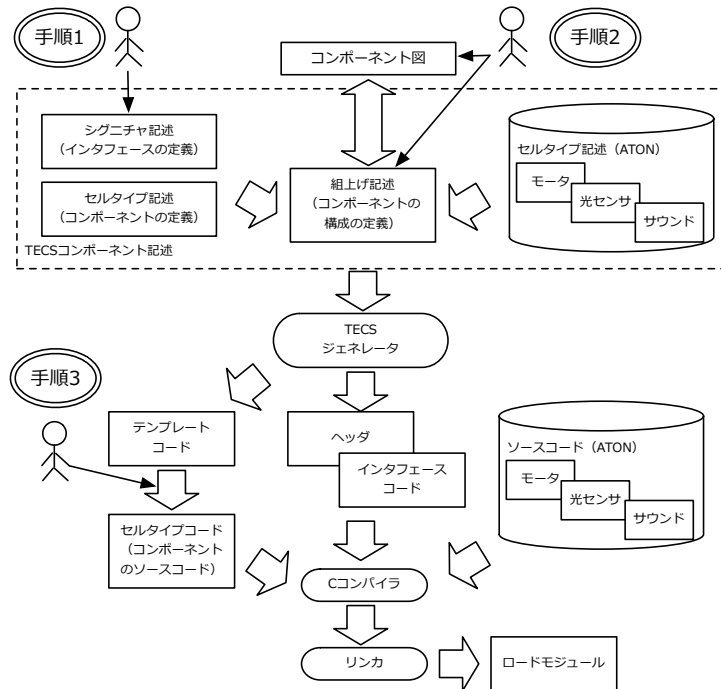 手順1
手順2
コンポーネント図
シグニチャ記述
（インタフェースの定義）
セルタイプ記述
（コンポーネントの定義）
組上げ記述
（コンポーネントの
構成の定義）
セルタイプ記述（ATON）
モータ
光センサ
サウンド
TECSコンポーネント記述
TECS
ジェネレータ
手順3
テンプレート
コード
ヘッダ
インタフェース
コード
ソースコード（ATON）
モータ
光センサ
サウンド
セルタイプコード
（コンポーネント
のソースコード）
Cコンパイラ
リンカ
ロードモジュール